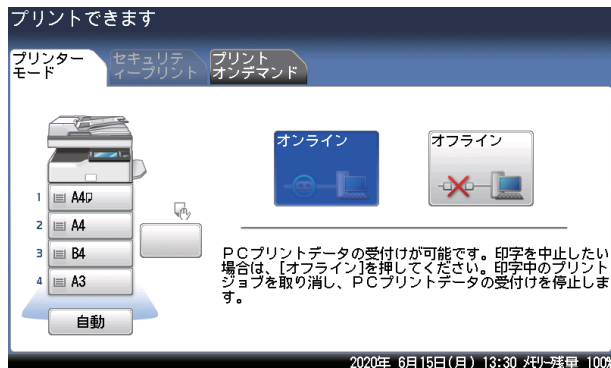 プリントできます
プリンター
モード
セキュリテ
ィープリント
プリント
オンデマンド
オンライン
オフライン
1 A4
2 A4
3 B4
4 A3
自動
PCプリントデータの受付けが可能です。印字を中止したい
場合は、[オフライン]を押してください。印字中のプリント
ジョブを取り消し、PCプリントデータの受付けを停止しま
す。
2020年 6月15日(月) 13:30 メモリー残量 100%